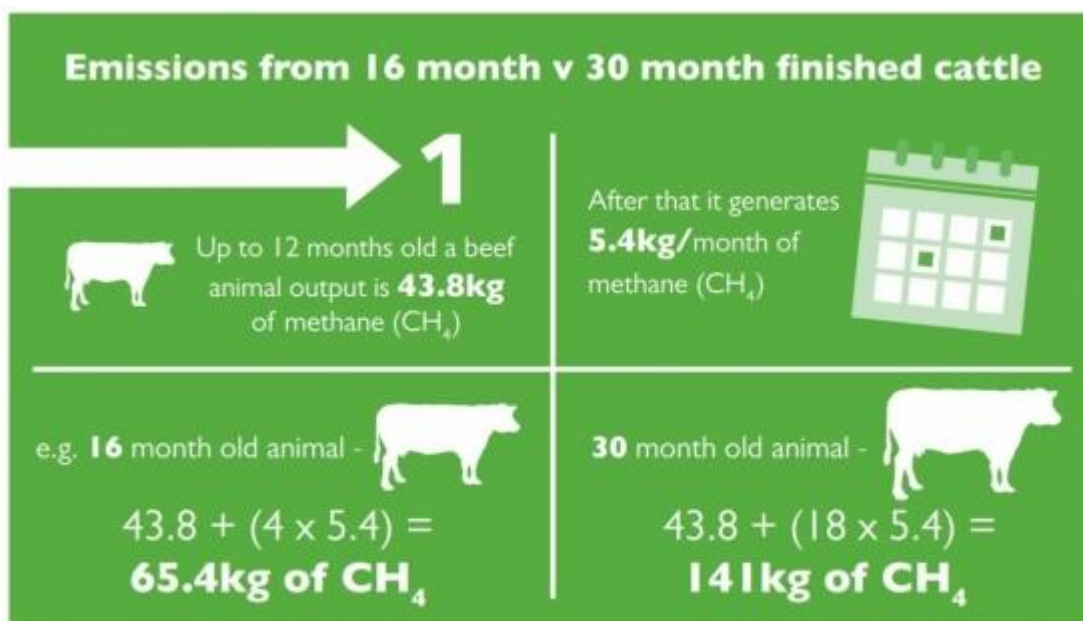 Emissions from 16 month v 30 month finished cattle
1
Up to 12 months old a beef
animal output is 43.8kg
of methane (CH₄)
After that it generates
5.4kg/month of
methane (CH₄)
e.g. 16 month old animal -
43.8 + (4 x 5.4) =
65.4kg of CH₄
30 month old animal -
43.8 + (18 x 5.4) =
141kg of CH₄